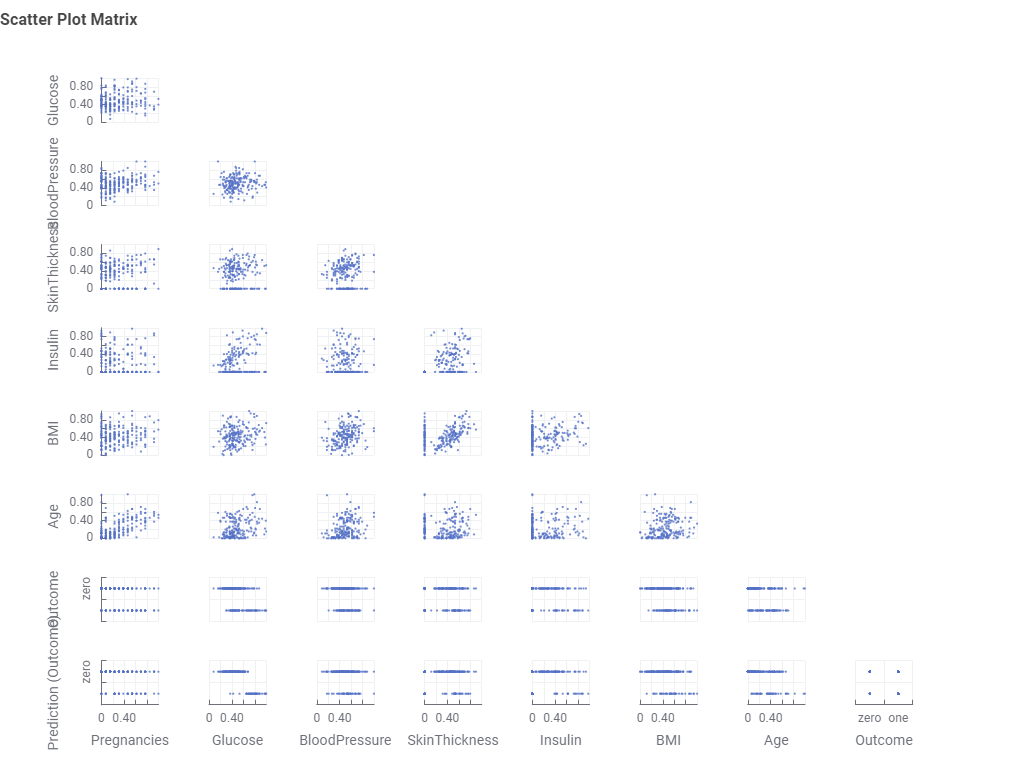 Scatter Plot Matrix
Glucose
0.80
0.40
0
BloodPressure
0.80
0.40
0
SkinThickness
0.80
0.40
0
Insulin
0.80
0.40
0
BMI
0.80
0.40
0
Age
0.80
0.40
0
Outcome
zero
Prediction (Outcome)
zero
0 0.40 0 0.40 0 0.40 0 0.40 0 0.40 0 0.40 0 0.40 zero one
Pregnancies Glucose BloodPressure SkinThickness Insulin BMI Age Outcome